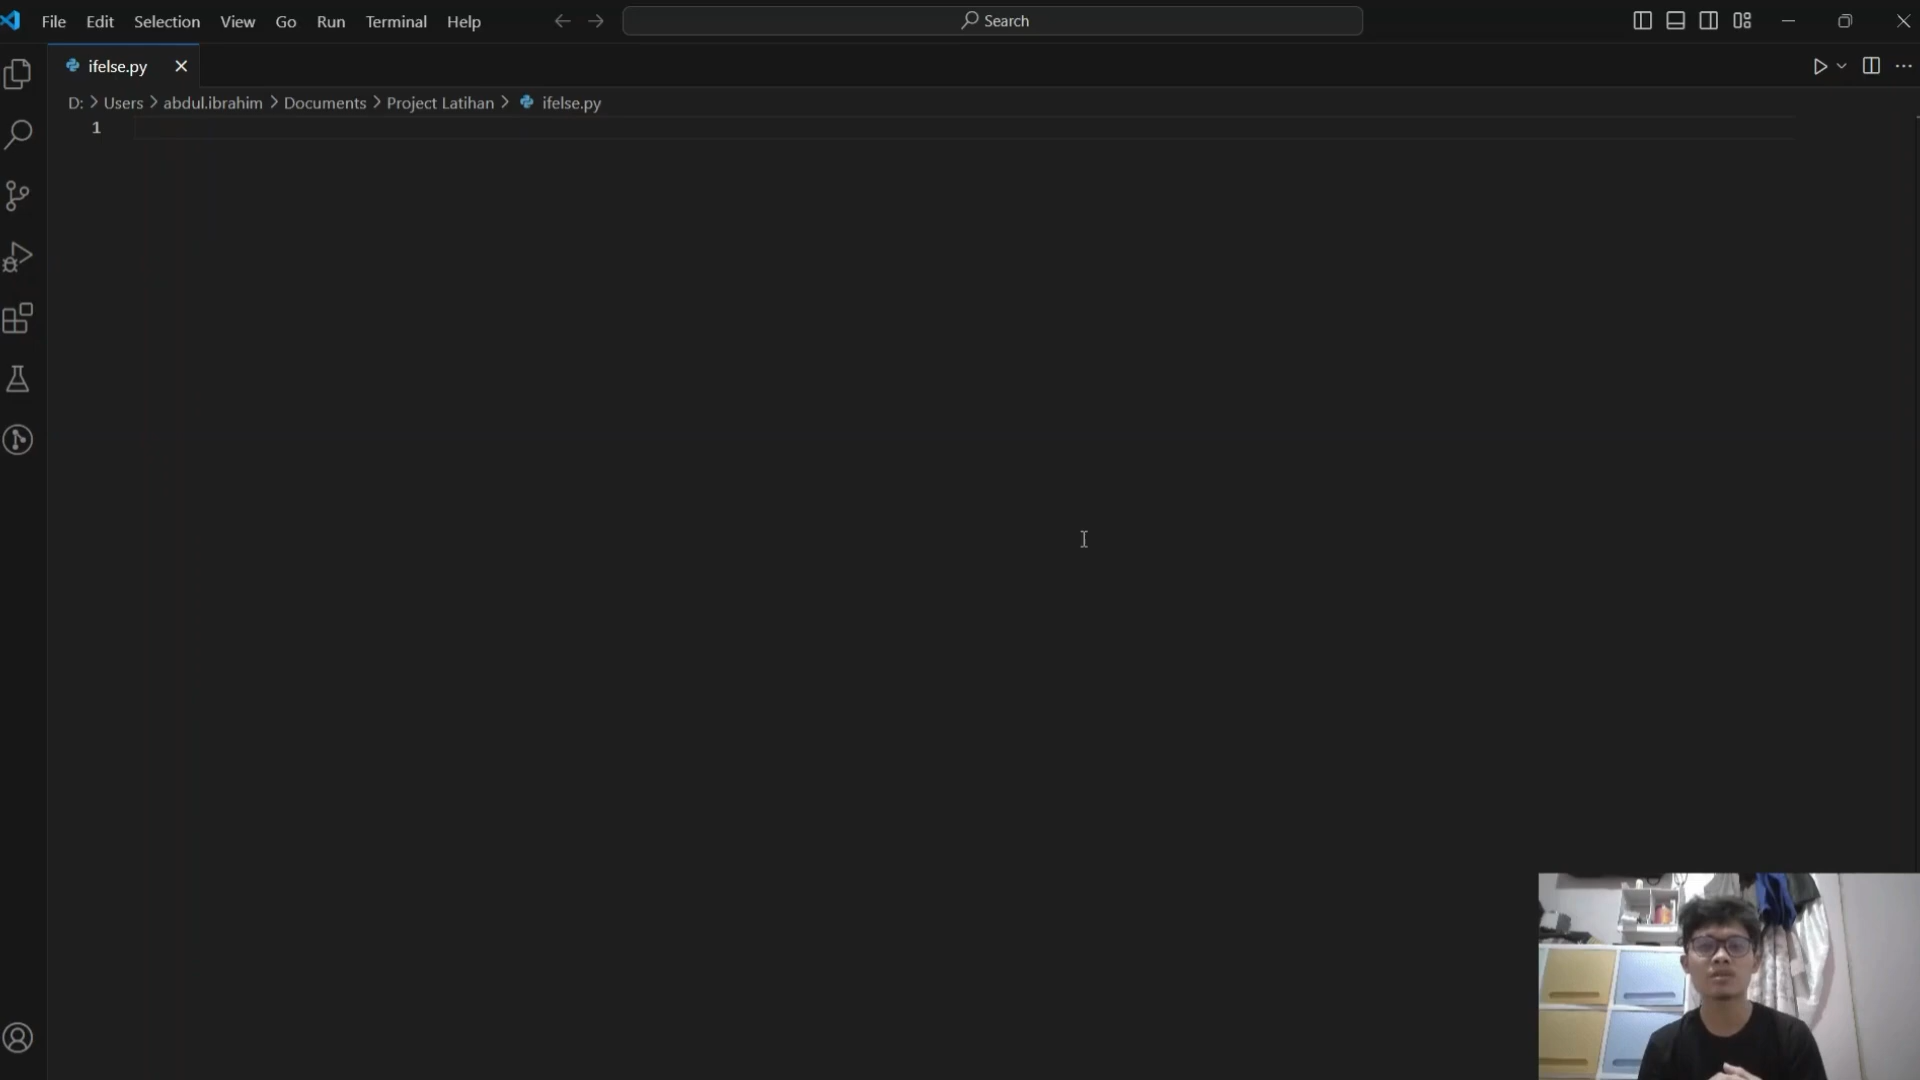 File Edit Selection View Go Run Terminal Help Search
ifelse.py
D: > Users > abdul.ibrahim > Documents > Project Latihan > ifelse.py
1